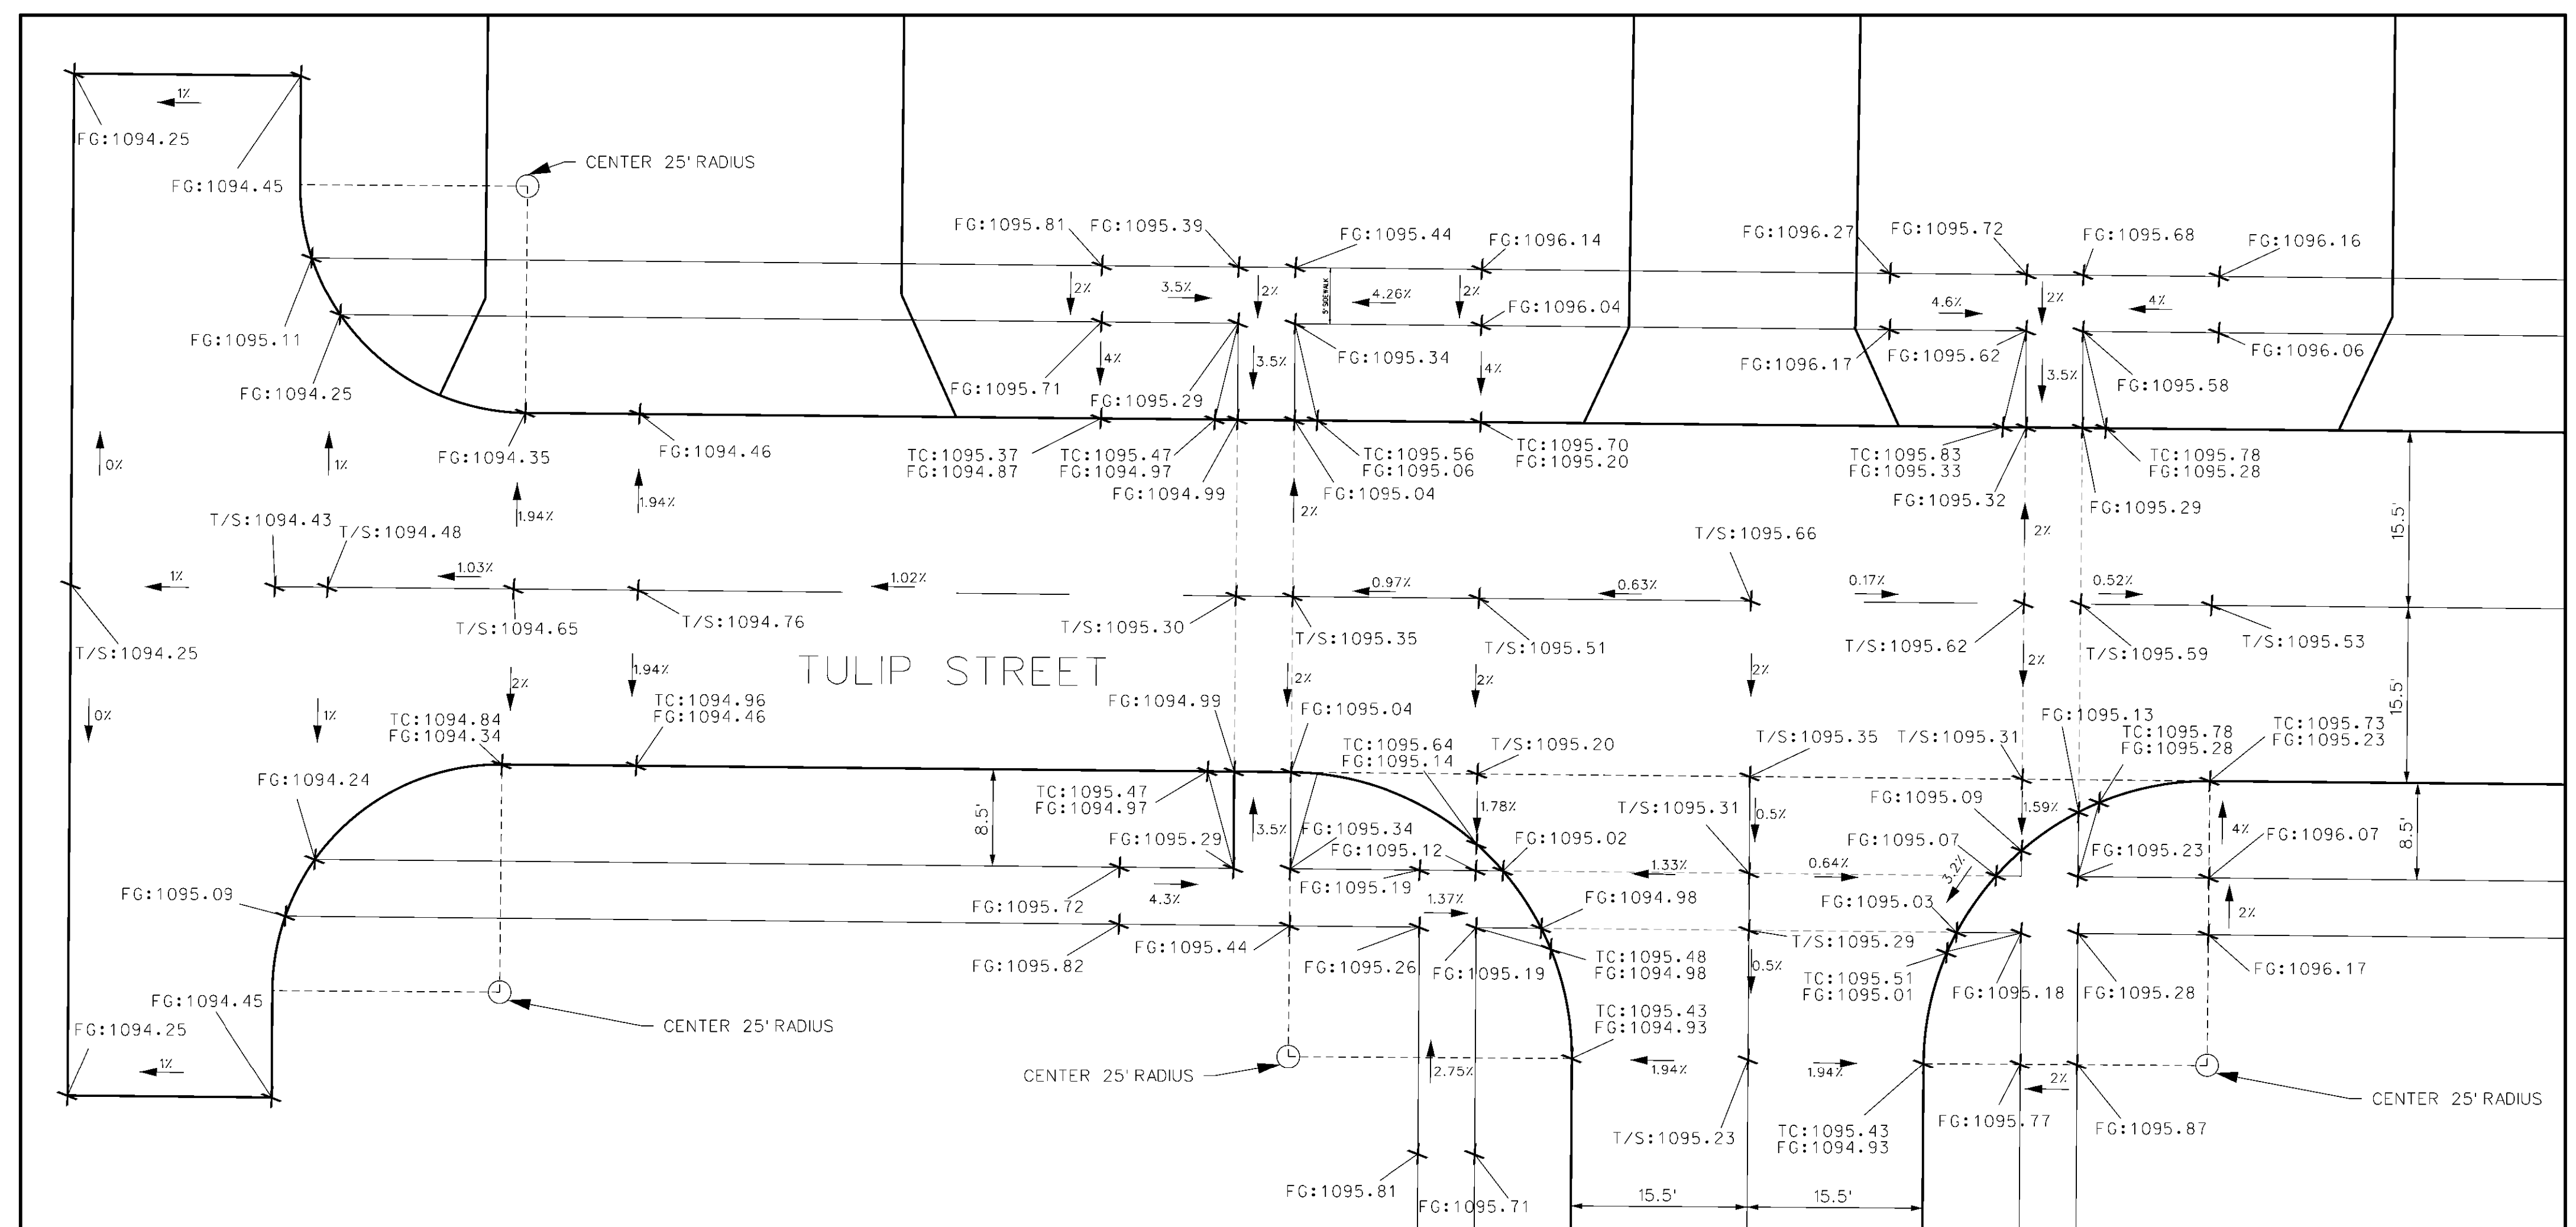 1%
FG:1094.25
FG:1094.45
CENTER 25' RADIUS
FG:1095.81
FG:1095.39
FG:1095.44
FG:1096.14
FG:1096.27
FG:1095.72
FG:1095.68
FG:1096.16
2%
3.5%
2%
5' SIDEWALK
4.26%
2%
4.6%
2%
4%
FG:1095.11
FG:1094.25
FG:1096.04
FG:1095.34
FG:1096.17
FG:1095.62
FG:1096.06
FG:1095.58
4%
3.5%
4%
3.5%
FG:1095.71
FG:1095.29
FG:1094.35
FG:1094.46
TC:1095.37
FG:1094.87
TC:1095.47
FG:1094.97
FG:1094.99
TC:1095.56
FG:1095.06
FG:1095.04
TC:1095.70
FG:1095.20
TC:1095.83
FG:1095.33
FG:1095.32
TC:1095.78
FG:1095.28
FG:1095.29
0%
1%
1.94%
1.94%
2%
2%
15.5'
T/S:1094.43
T/S:1094.48
T/S:1095.66
1%
1.03%
1.02%
0.97%
0.63%
0.17%
0.52%
T/S:1094.25
T/S:1094.65
T/S:1094.76
T/S:1095.30
T/S:1095.35
T/S:1095.51
T/S:1095.62
T/S:1095.59
T/S:1095.53
TULIP STREET
0%
1%
2%
1.94%
2%
2%
2%
2%
15.5'
TC:1094.84
FG:1094.34
TC:1094.96
FG:1094.46
FG:1094.99
FG:1095.04
TC:1095.64
FG:1095.14
T/S:1095.20
T/S:1095.35
T/S:1095.31
FG:1095.13
TC:1095.78
FG:1095.28
TC:1095.73
FG:1095.23
FG:1094.24
8.5'
TC:1095.47
FG:1094.97
3.5%
1.78%
T/S:1095.31
0.5%
FG:1095.09
1.59%
4%
8.5'
FG:1095.29
FG:1095.34
FG:1095.12
FG:1095.02
FG:1095.07
FG:1095.23
FG:1096.07
FG:1095.09
4.3%
FG:1095.19
1.33%
0.64%
3.2%
FG:1095.72
1.37%
FG:1094.98
FG:1095.03
2%
FG:1095.82
FG:1095.44
FG:1095.26
FG:1095.19
TC:1095.48
FG:1094.98
T/S:1095.29
0.5%
TC:1095.51
FG:1095.01
FG:1095.18
FG:1095.28
FG:1096.17
FG:1094.45
FG:1094.25
1%
CENTER 25' RADIUS
TC:1095.43
FG:1094.93
CENTER 25' RADIUS
2.75%
1.94%
1.94%
2%
CENTER 25' RADIUS
T/S:1095.23
TC:1095.43
FG:1094.93
FG:1095.77
FG:1095.87
FG:1095.81
FG:1095.71
15.5'
15.5'